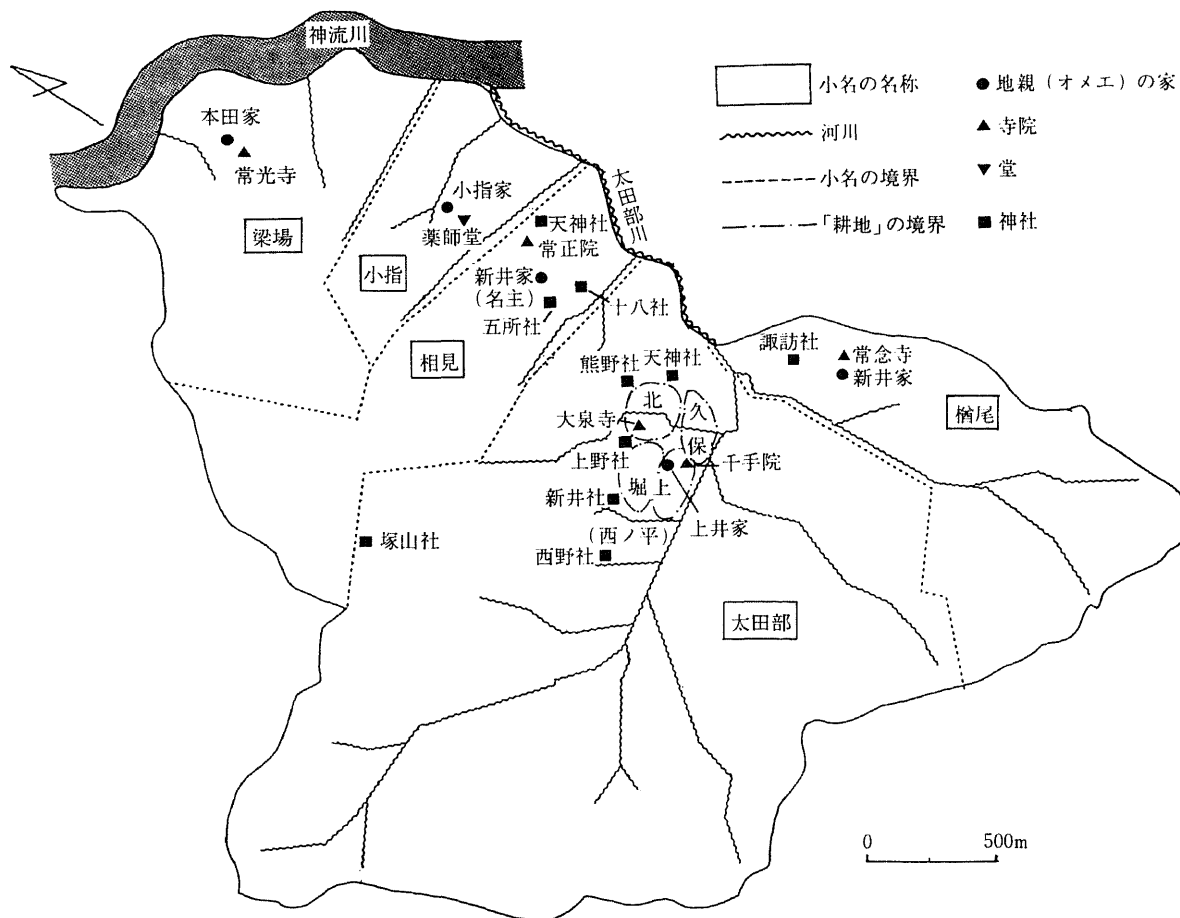 神流川
小名の名称
河川
小名の境界
「耕地」の境界
地親（オメエ）の家
寺院
堂
神社
本田家
常光寺
梁場
小指家
薬師堂
小指
太田部川
天神社
常正院
新井家
（名主）
五所社
十八社
相見
諏訪社
常念寺
新井家
楢尾
熊野社
天神社
北
久保
大泉寺
上野社
千手院
堀上
新井社
上井家
（西ノ平）
西野社
塚山社
太田部
0 500m